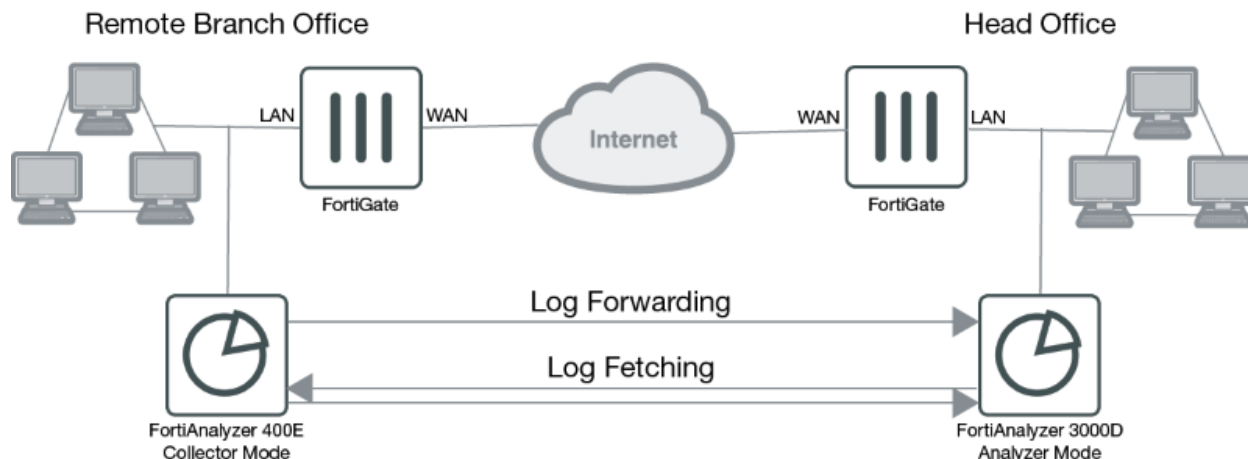 Remote Branch Office
Head Office
LAN
WAN
Internet
WAN
LAN
FortiGate
FortiGate
Log Forwarding
Log Fetching
FortiAnalyzer 400E
Collector Mode
FortiAnalyzer 3000D
Analyzer Mode